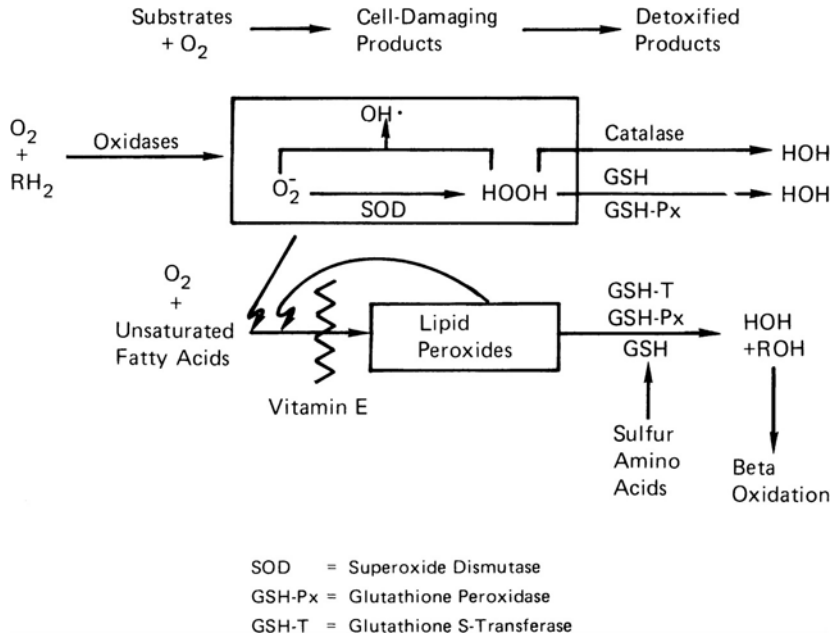 Substrates
+ O2
Cell-Damaging
Products
Detoxified
Products
O2
+
RH2
Oxidases
OH·
O2-
SOD
HOOH
Catalase
HOH
GSH
GSH-Px
HOH
O2
+
Unsaturated
Fatty Acids
Vitamin E
Lipid
Peroxides
GSH-T
GSH-Px
GSH
HOH
+ROH
Sulfur
Amino
Acids
Beta
Oxidation
SOD = Superoxide Dismutase
GSH-Px = Glutathione Peroxidase
GSH-T = Glutathione S-Transferase